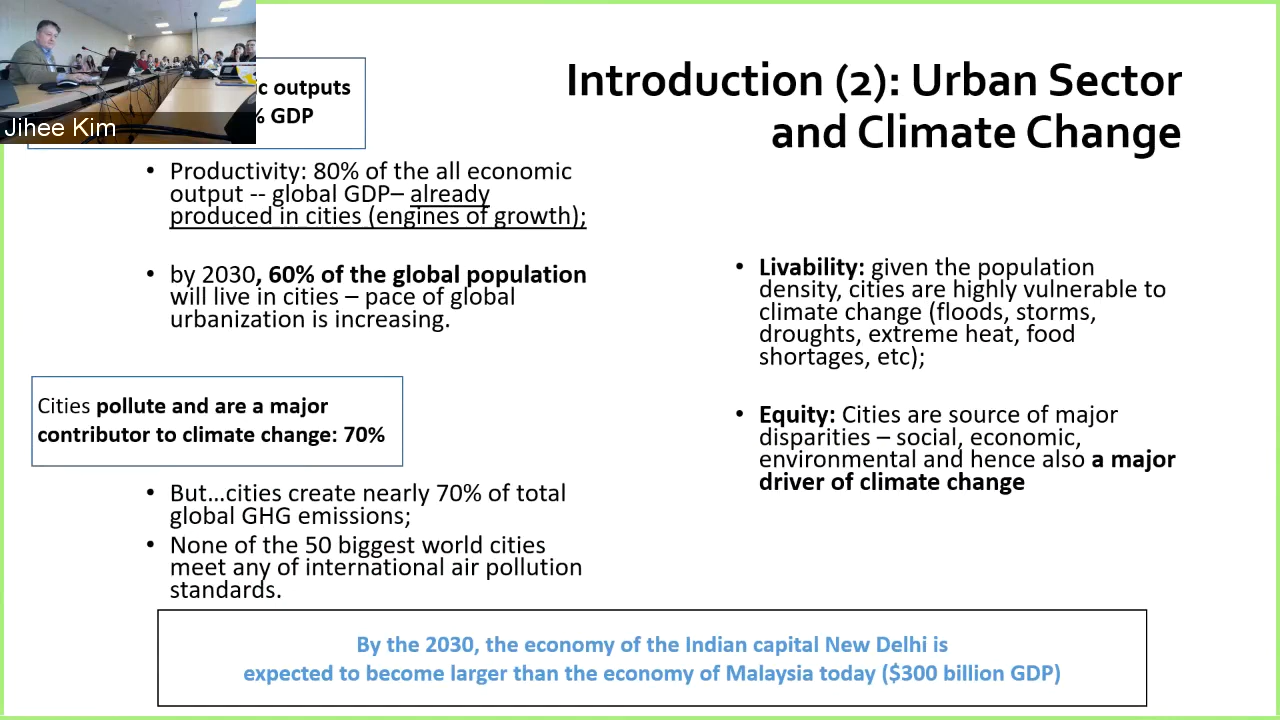 Jihee Kim
outputs
% GDP
Introduction (2): Urban Sector
and Climate Change
• Productivity: 80% of the all economic
output -- global GDP– already
produced in cities (engines of growth);
• by 2030, 60% of the global population
will live in cities – pace of global
urbanization is increasing.
Cities pollute and are a major
contributor to climate change: 70%
• But…cities create nearly 70% of total
global GHG emissions;
• None of the 50 biggest world cities
meet any of international air pollution
standards.
• Livability: given the population
density, cities are highly vulnerable to
climate change (floods, storms,
droughts, extreme heat, food
shortages, etc);
• Equity: Cities are source of major
disparities – social, economic,
environmental and hence also a major
driver of climate change
By the 2030, the economy of the Indian capital New Delhi is
expected to become larger than the economy of Malaysia today ($300 billion GDP)